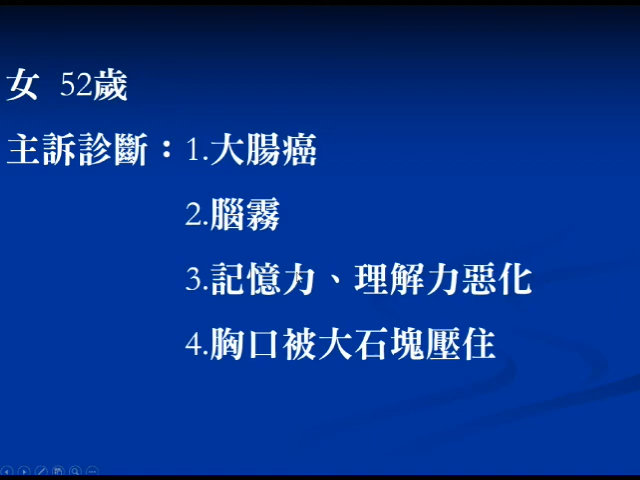 女 52歲
主訴診斷：1.大腸癌
2.腦霧
3.記憶力、理解力惡化
4.胸口被大石塊壓住